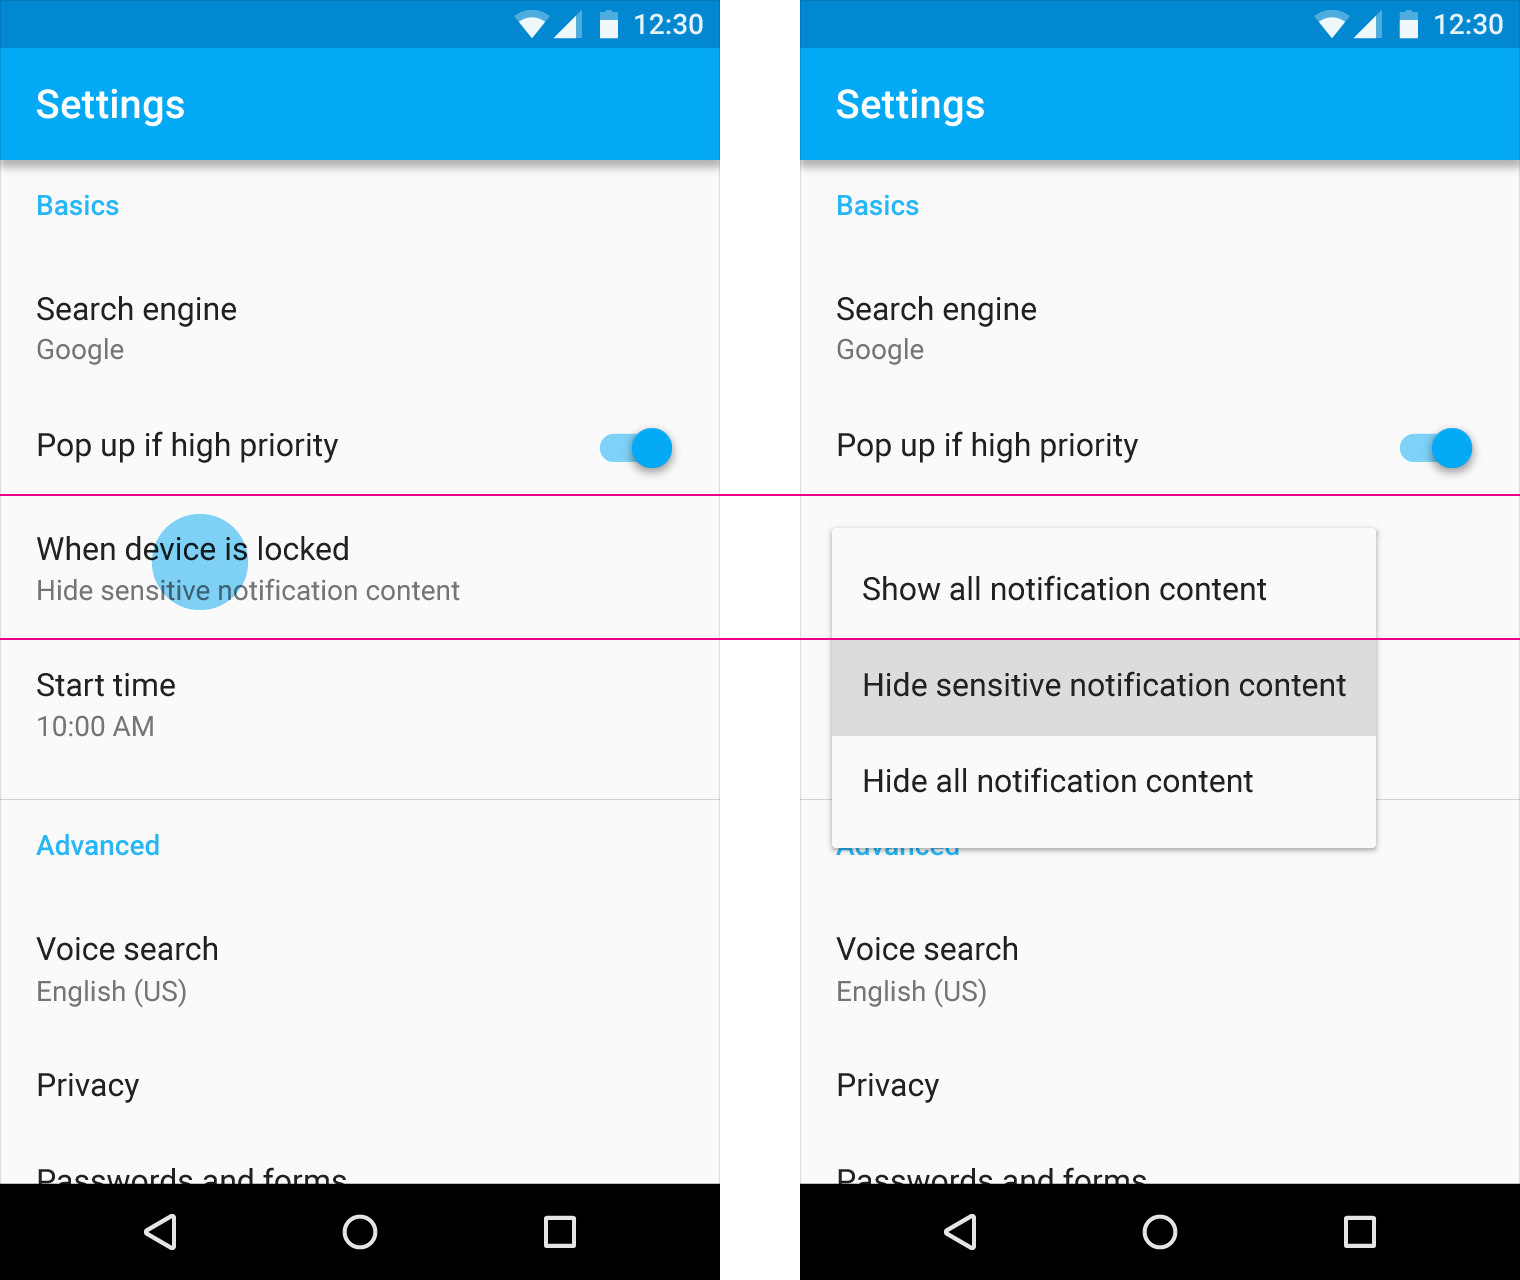 12:30
Settings
Basics
Search engine
Google
Pop up if high priority
When device is locked
Hide sensitive notification content
Start time
10:00 AM
Advanced
Voice search
English (US)
Privacy
Passwords and forms
12:30
Settings
Basics
Search engine
Google
Pop up if high priority
Show all notification content
Hide sensitive notification content
Hide all notification content
Advanced
Voice search
English (US)
Privacy
Passwords and forms